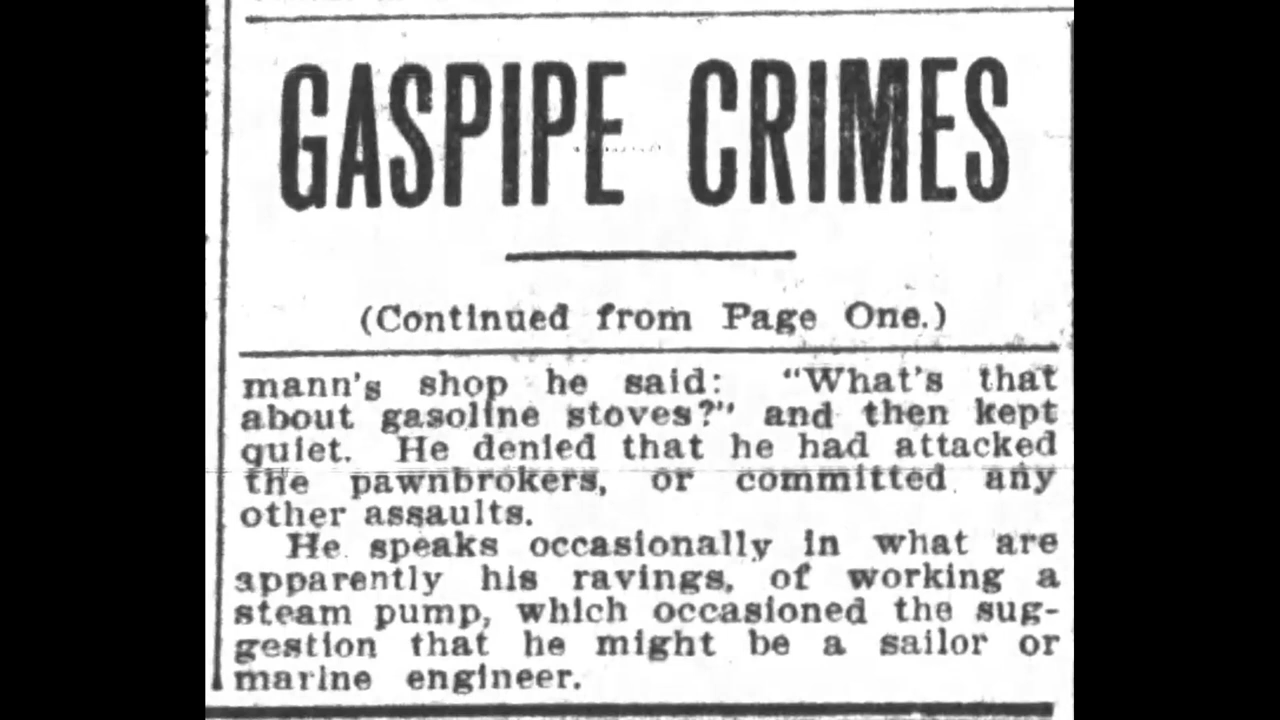 GASPIPE CRIMES
(Continued from Page One.)
mann's shop he said: "What's that
about gasoline stoves?" and then kept
quiet. He denied that he had attacked
the pawnbrokers, or committed any
other assaults.
He speaks occasionally in what are
apparently his ravings, of working a
steam pump, which occasioned the sug-
gestion that he might be a sailor or
marine engineer.